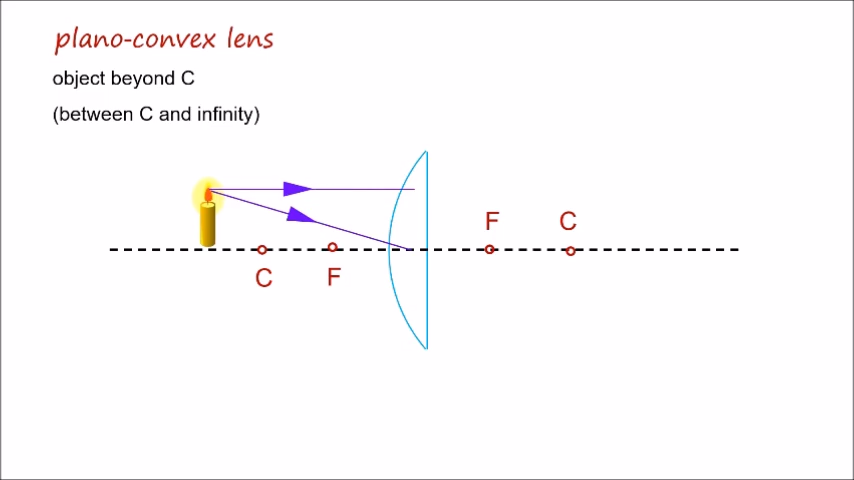 plano-convex lens
object beyond C
(between C and infinity)
F C
C F